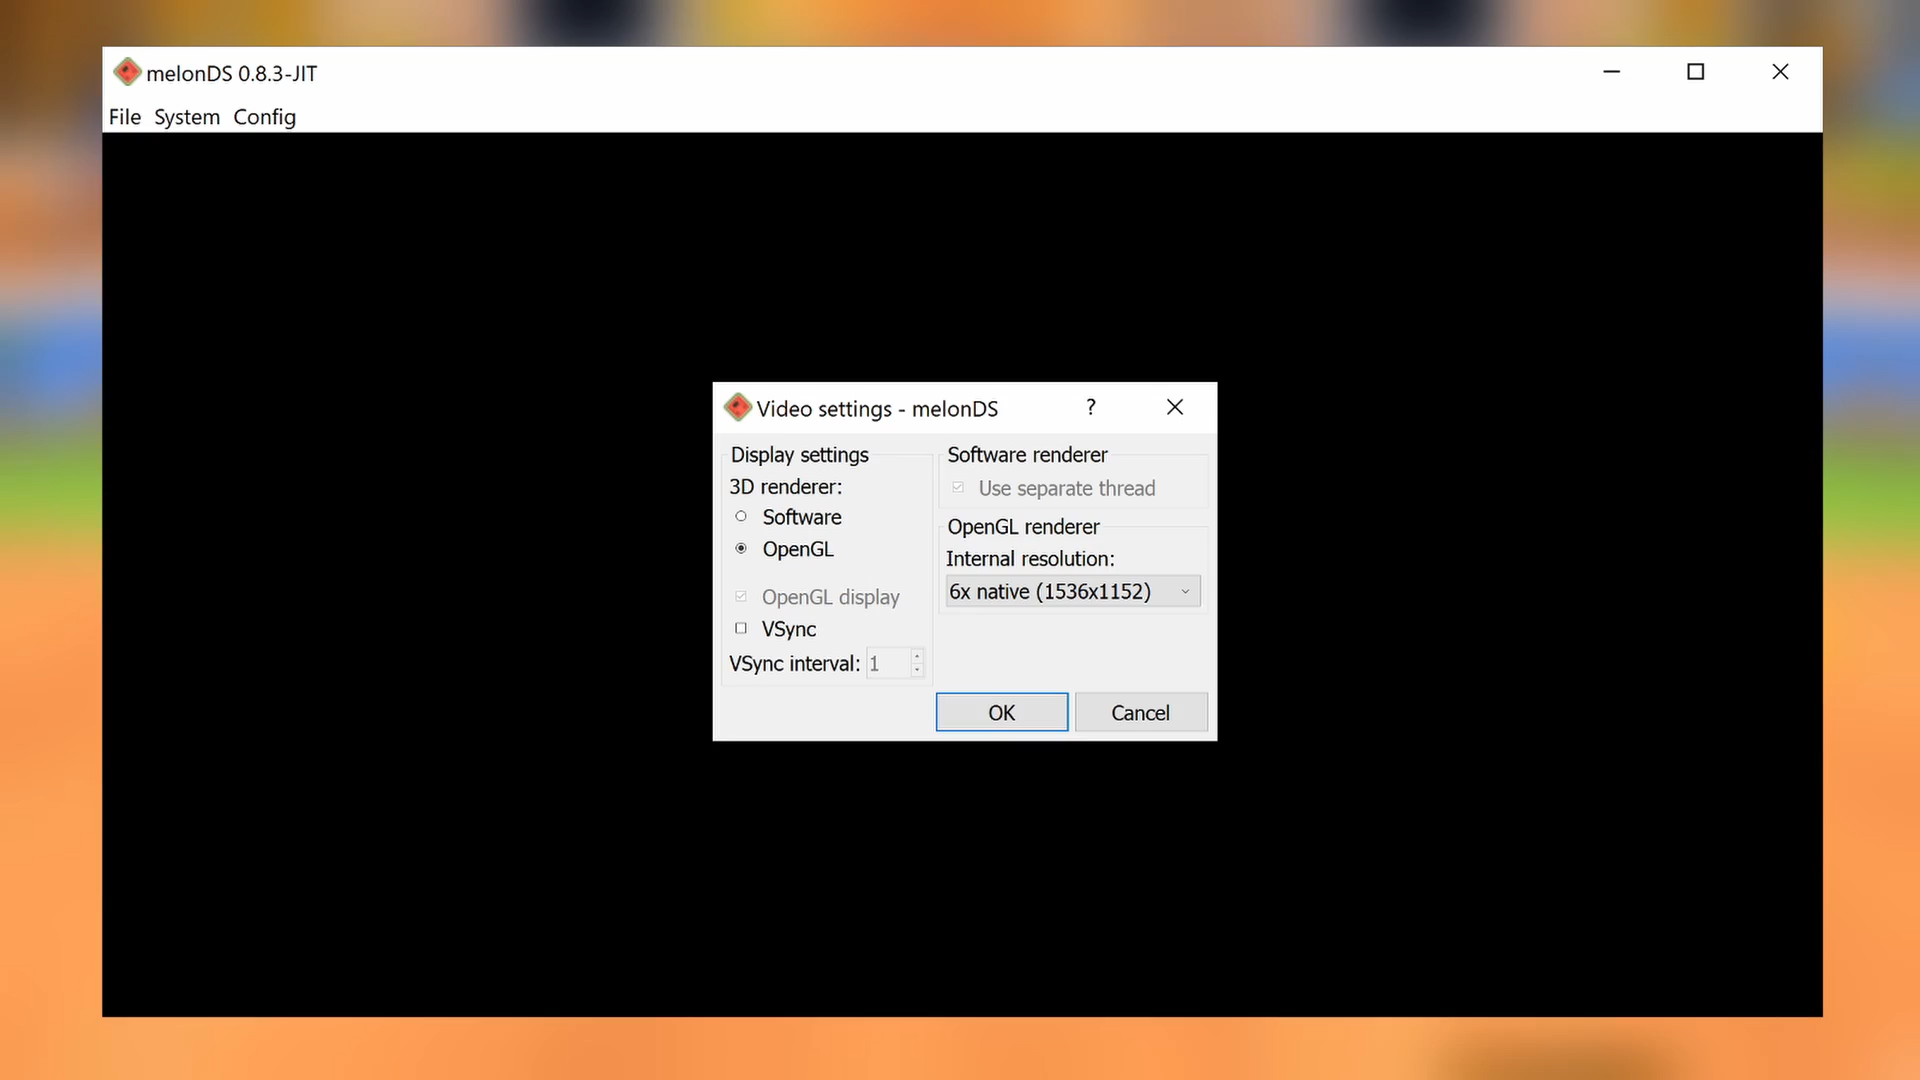 melonDS 0.8.3-JIT
File System Config
Video settings - melonDS ?
Display settings
3D renderer:
Software
OpenGL
OpenGL display
VSync
VSync interval: 1
Software renderer
Use separate thread
OpenGL renderer
Internal resolution:
6x native (1536x1152)
OK Cancel